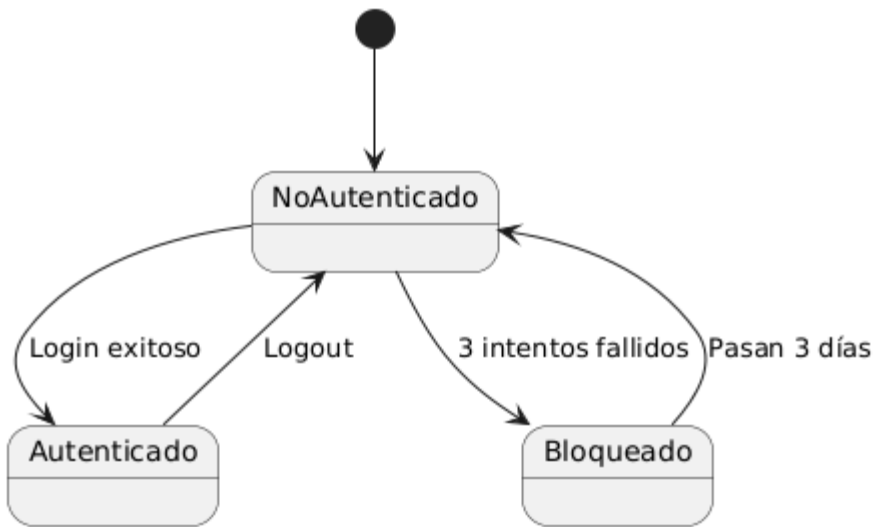 NoAutenticado
Login exitoso
Logout
3 intentos fallidos
Pasan 3 días
Autenticado
Bloqueado